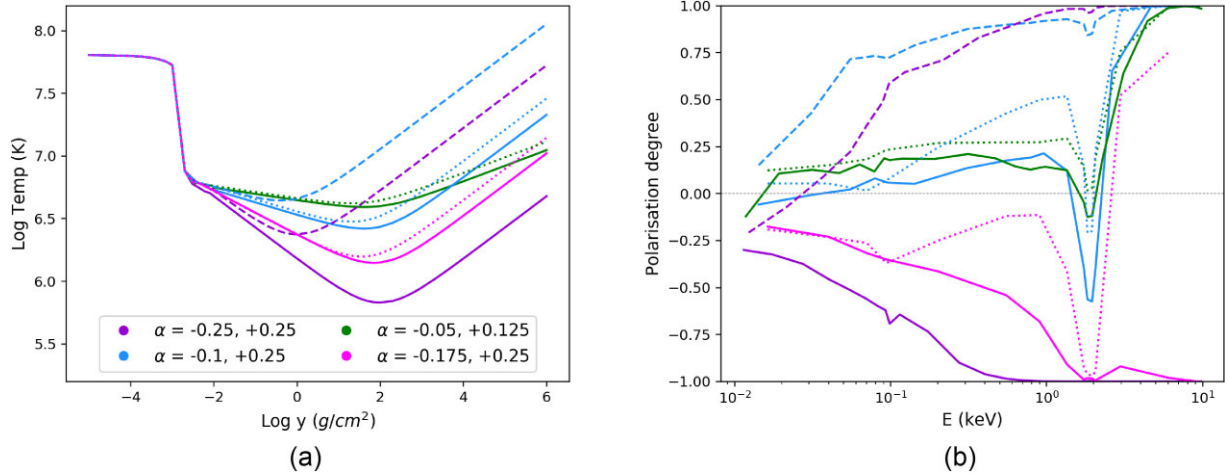 8.0
7.5
7.0
6.5
6.0
5.5
Log Temp (K)
−4
−2
0
2
4
6
Log y (g/cm²)
α = -0.25, +0.25
α = -0.1, +0.25
α = -0.05, +0.125
α = -0.175, +0.25
(a)
1.00
0.75
0.50
0.25
0.00
−0.25
−0.50
−0.75
−1.00
Polarisation degree
10⁻²
10⁻¹
10⁰
10¹
E (keV)
(b)